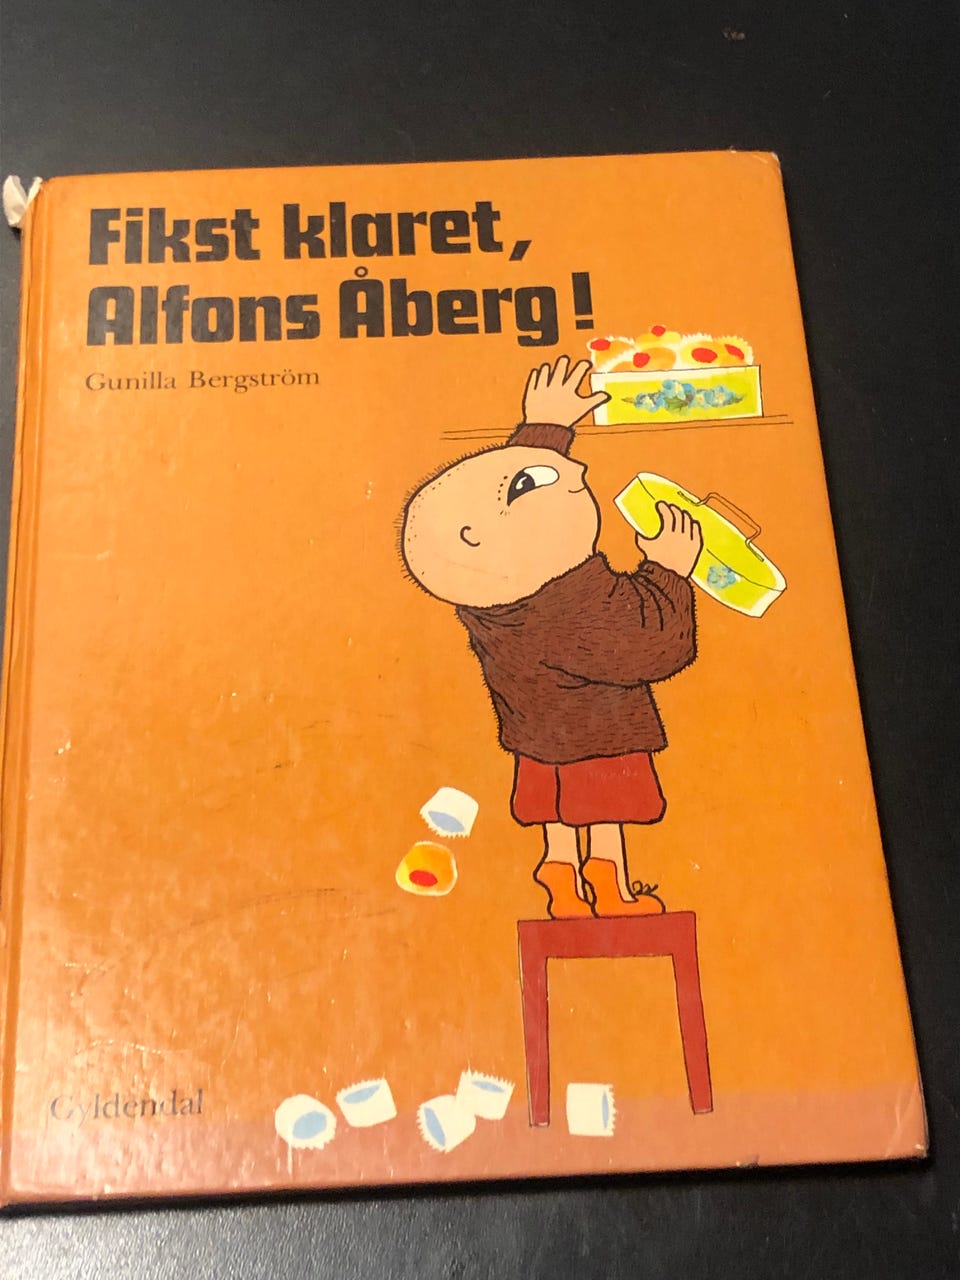 Fikst klaret,
Alfons Åberg!
Gunilla Bergström
Gyldendal